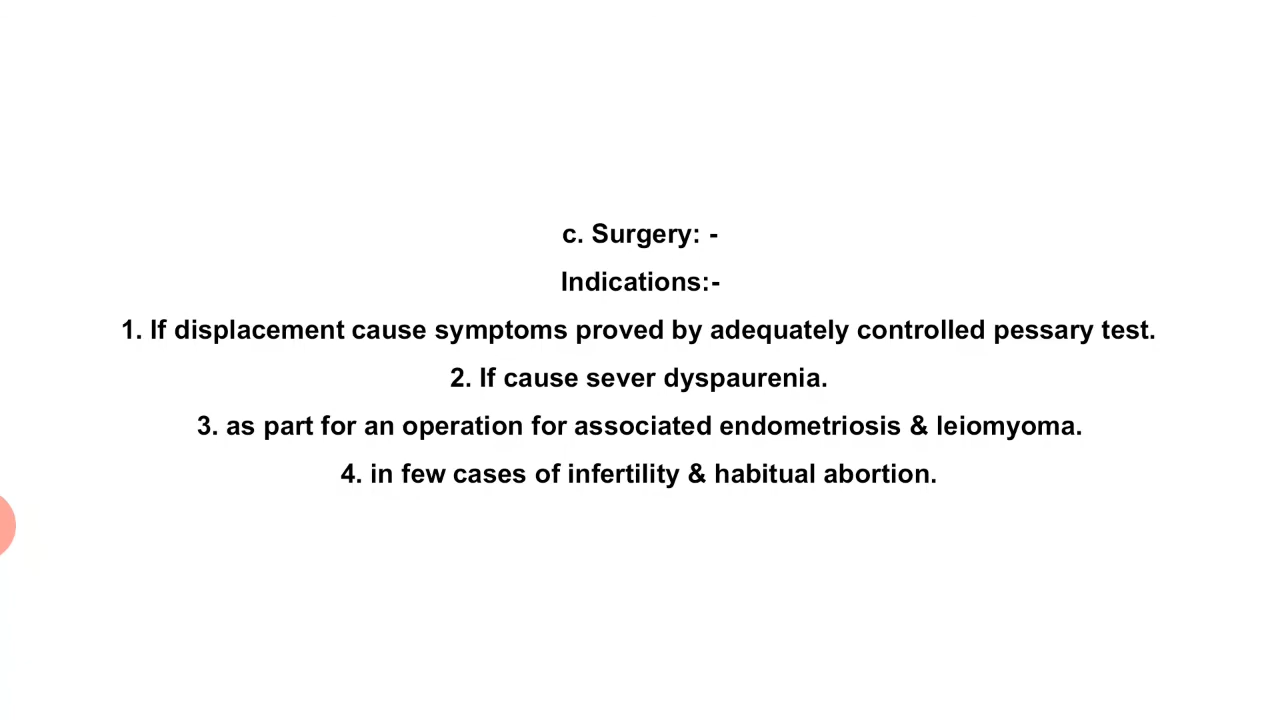 c. Surgery: -
Indications:-
1. If displacement cause symptoms proved by adequately controlled pessary test.
2. If cause sever dyspaurenia.
3. as part for an operation for associated endometriosis & leiomyoma.
4. in few cases of infertility & habitual abortion.